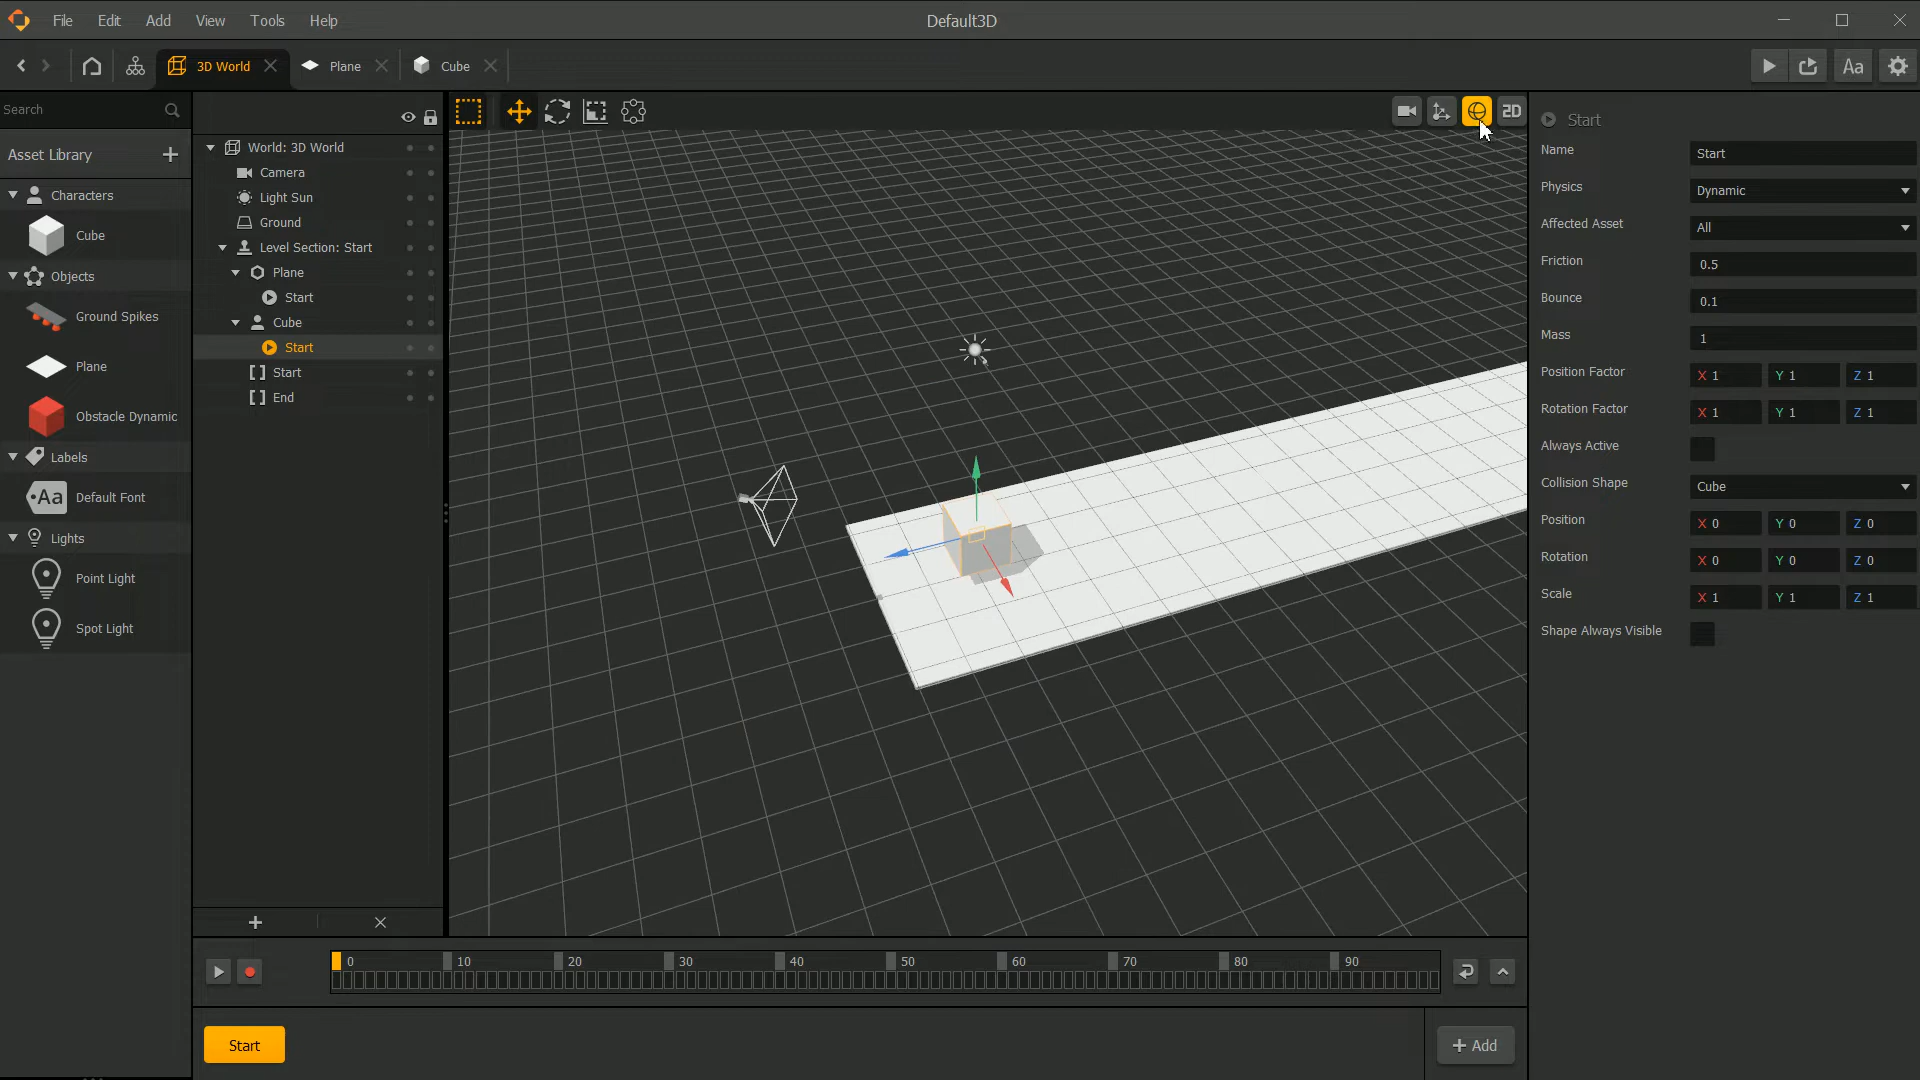 File Edit Add View Tools Help
Default3D
3D World
Plane
Cube
Aa
Search
Asset Library
Characters
Cube
Objects
Ground Spikes
Plane
Obstacle Dynamic
Labels
Aa Default Font
Lights
Point Light
Spot Light
World: 3D World
Camera
Light Sun
Ground
Level Section: Start
Plane
Start
Cube
Start
Start
End
2D
Start
Name Start
Physics Dynamic
Affected Asset All
Friction 0.5
Bounce 0.1
Mass 1
Position Factor X 1 Y 1 Z 1
Rotation Factor X 1 Y 1 Z 1
Always Active
Collision Shape Cube
Position X 0 Y 0 Z 0
Rotation X 0 Y 0 Z 0
Scale X 1 Y 1 Z 1
Shape Always Visible
0 10 20 30 40 50 60 70 80 90
Start
Add